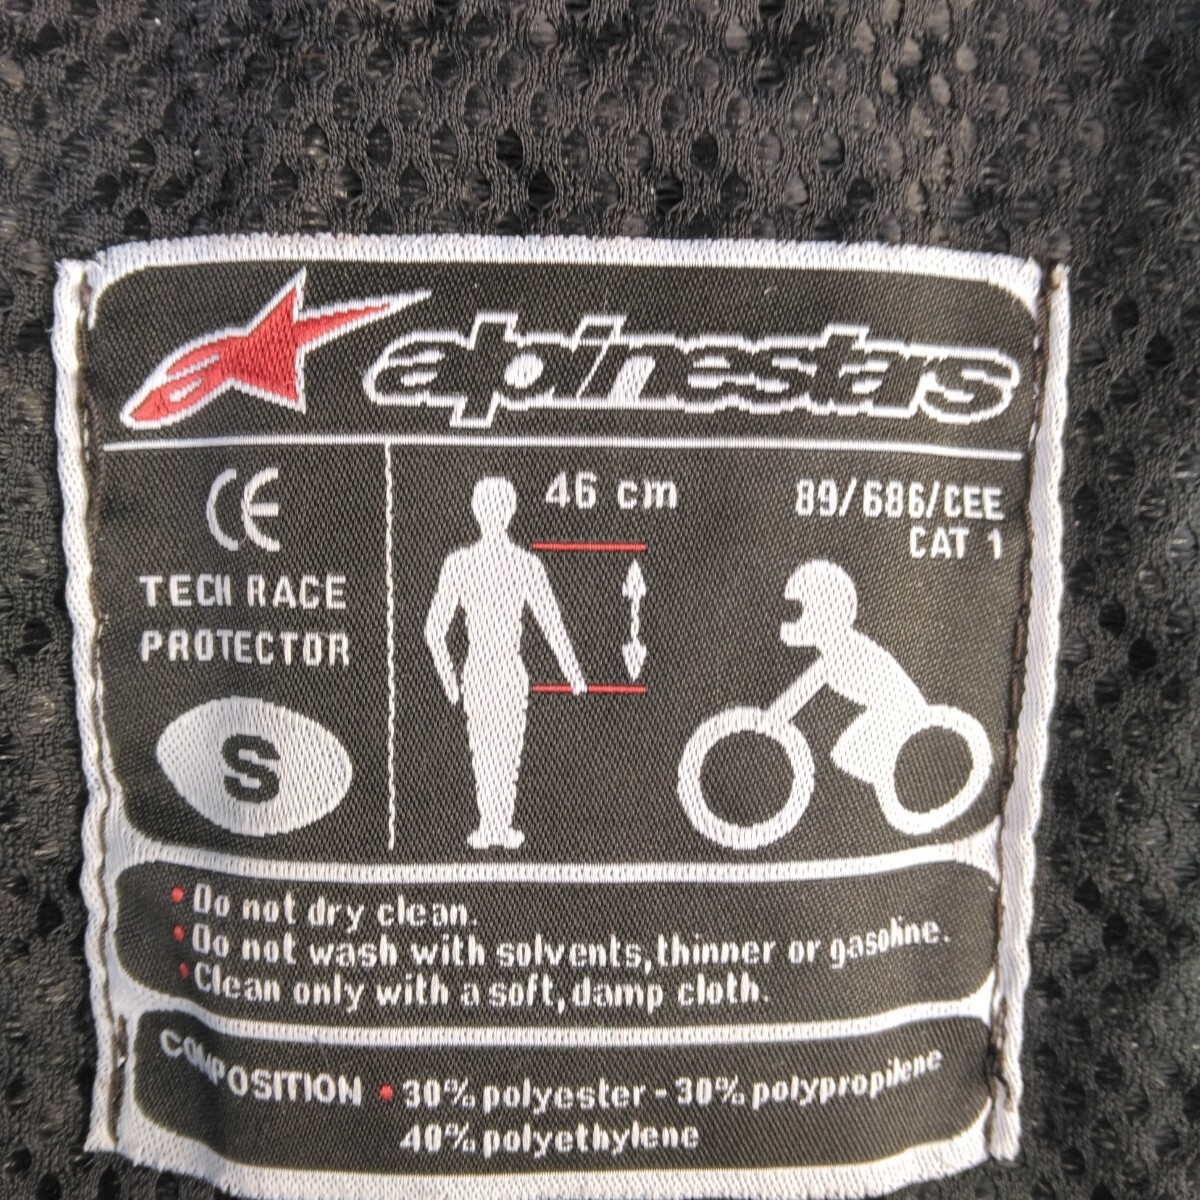 alpinestars
CE
TECH RACE
PROTECTOR
S
46 cm
89/686/CEE
CAT 1
• Do not dry clean.
• Do not wash with solvents, thinner or gasoline.
• Clean only with a soft, damp cloth.
COMPOSITION • 30% polyester - 30% polypropilene
40% polyethylene